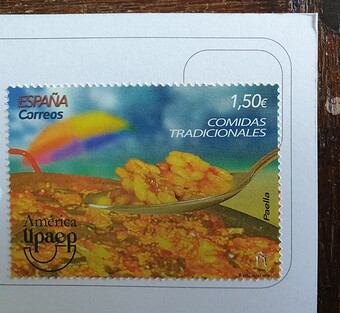 ESPAÑA
Correos
1,50€
COMIDAS
TRADICIONALES
América
Upaep
Paella